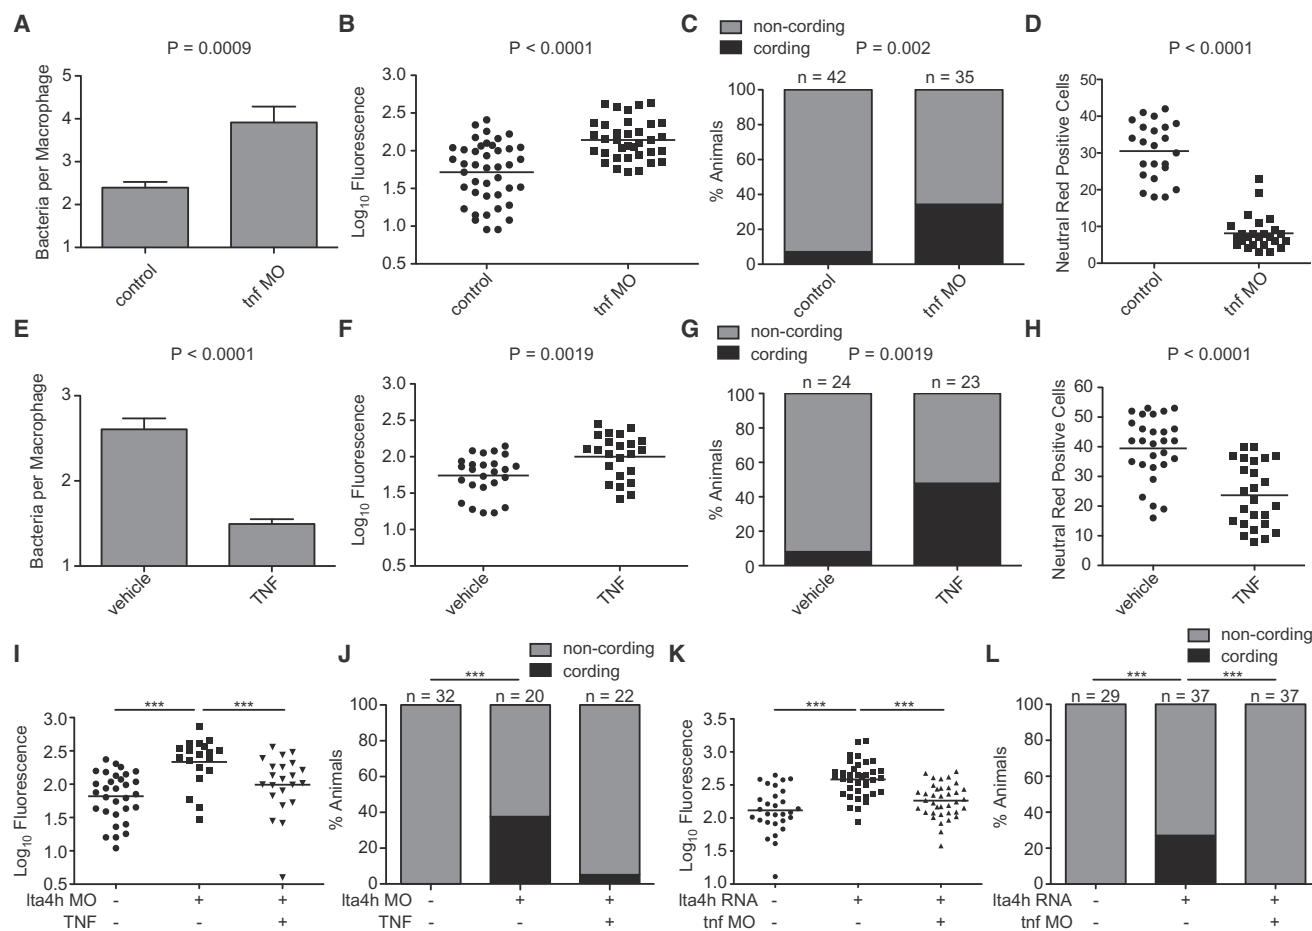 A
P = 0.0009
Bacteria per Macrophage
5
4
3
2
1
control
tnf MO
B
P < 0.0001
Log10 Fluorescence
3.0
2.5
2.0
1.5
1.0
0.5
control
tnf MO
C
non-cording
cording
P = 0.002
n = 42
n = 35
% Animals
100
80
60
40
20
0
control
tnf MO
D
P < 0.0001
Neutral Red Positive Cells
50
40
30
20
10
0
control
tnf MO
E
P < 0.0001
Bacteria per Macrophage
3
2
1
vehicle
TNF
F
P = 0.0019
Log10 Fluorescence
3.0
2.5
2.0
1.5
1.0
0.5
vehicle
TNF
G
non-cording
cording
P = 0.0019
n = 24
n = 23
% Animals
100
80
60
40
20
0
vehicle
TNF
H
P < 0.0001
Neutral Red Positive Cells
60
50
40
30
20
10
0
vehicle
TNF
I
*** ***
Log10 Fluorescence
3.0
2.5
2.0
1.5
1.0
0.5
lta4h MO - + +
TNF - - +
J
non-cording
cording
***
n = 32 n = 20 n = 22
% Animals
100
80
60
40
20
0
lta4h MO - + +
TNF - - +
K
*** ***
Log10 Fluorescence
3.5
3.0
2.5
2.0
1.5
1.0
lta4h RNA - + +
tnf MO - - +
L
non-cording
cording
*** ***
n = 29 n = 37 n = 37
% Animals
100
80
60
40
20
0
lta4h RNA - + +
tnf MO - - +